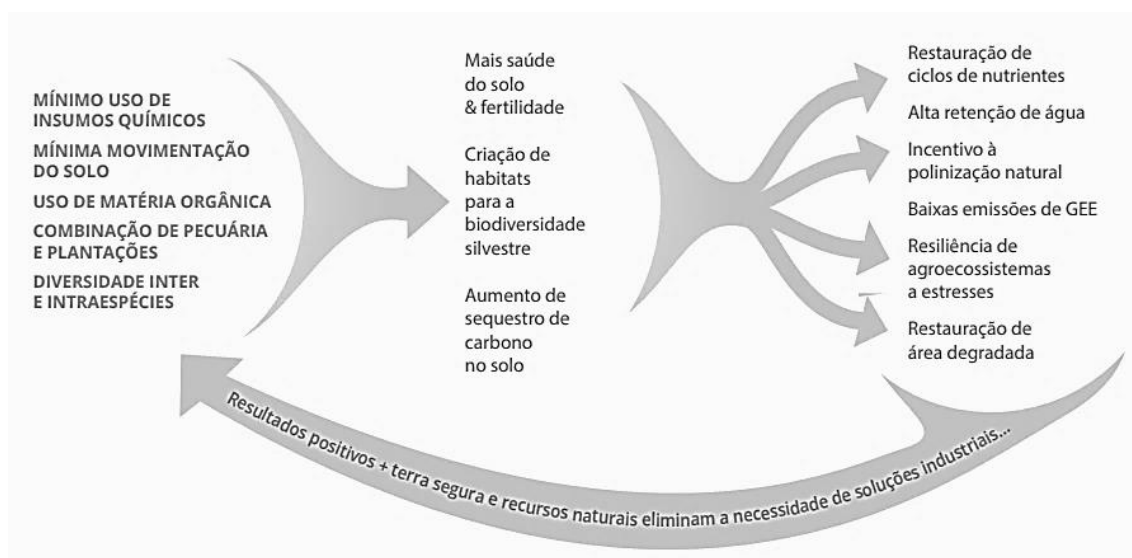 MÍNIMO USO DE
INSUMOS QUÍMICOS
MÍNIMA MOVIMENTAÇÃO
DO SOLO
USO DE MATÉRIA ORGÂNICA
COMBINAÇÃO DE PECUÁRIA
E PLANTAÇÕES
DIVERSIDADE INTER
E INTRAESPÉCIES
Mais saúde
do solo
& fertilidade
Criação de
habitats
para a
biodiversidade
silvestre
Aumento de
sequestro de
carbono
no solo
Restauração de
ciclos de nutrientes
Alta retenção de água
Incentivo à
polinização natural
Baixas emissões de GEE
Resiliência de
agroecossistemas
a estresses
Restauração de
área degradada
Resultados positivos + terra segura e recursos naturais eliminam a necessidade de soluções industriais...